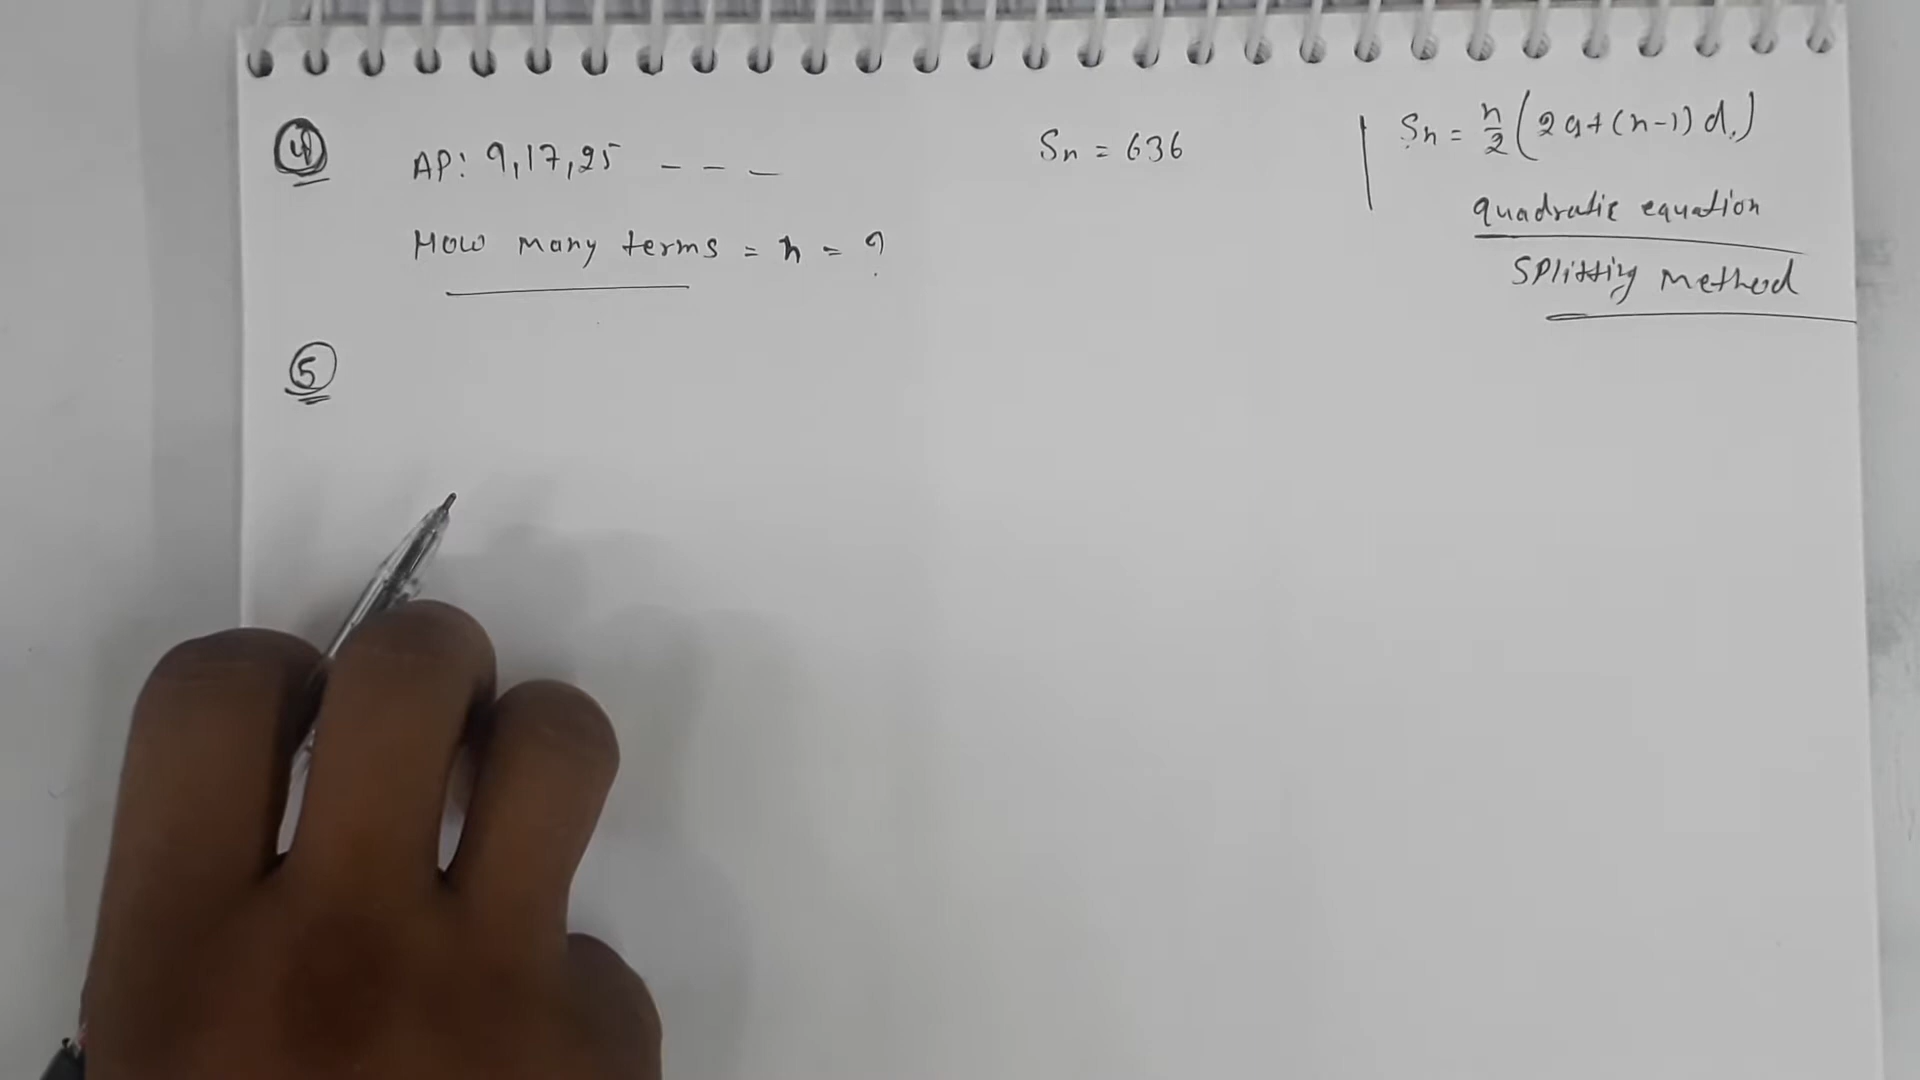 4
AP: 9, 17, 25 - - -
Sn = 636
Sn = n/2 (2a + (n-1) d)
How many terms = n = ?
quadratic equation
Splitting Method
5